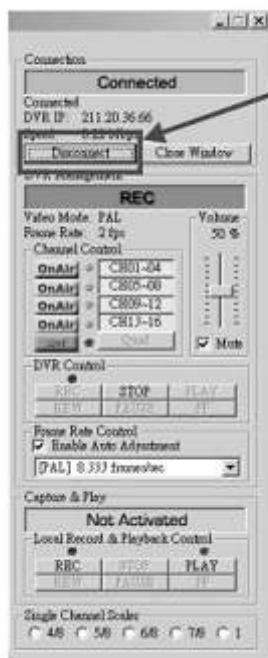 Connection
Connected
Connected
DVR IP: 211.20.36.66
Disconnect Close Window
DVR Management
REC
Video Mode: PAL
Frame Rate: 2 fps
Volume
50 %
Channel Control
OnAir CH01-04
OnAir CH05-08
OnAir CH09-12
OnAir CH13-16
Quad
Mute
DVR Control
REC STOP PLAY
REW PAUSE FF
Frame Rate Control
Enable Auto Adjustment
[PAL] 8.333 frames/sec
Capture & Play
Not Activated
Local Record & Playback Control
REC STOP PLAY
REW PAUSE FF
Single Channel Scaler
4/8 5/8 6/8 7/8 1